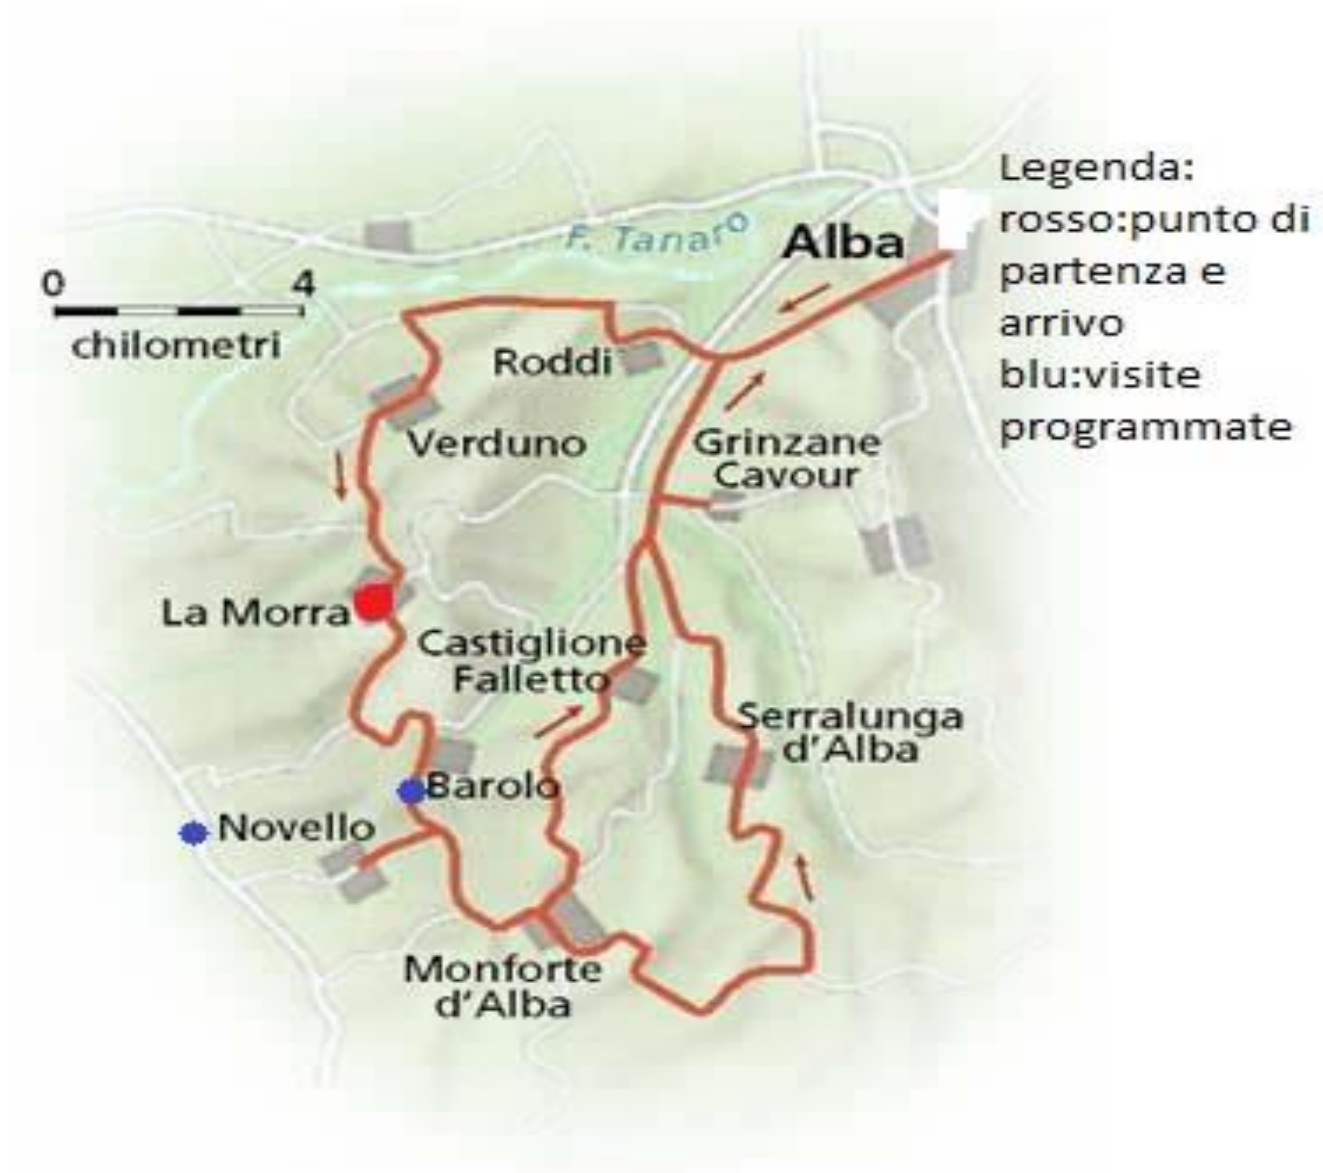 Legenda:
rosso:punto di
partenza e
arrivo
blu:visite
programmate
F. Tanaro
Alba
0 4
chilometri
Roddi
Verduno
Grinzane
Cavour
La Morra
Castiglione
Falletto
Serralunga
d'Alba
Barolo
Novello
Monforte
d'Alba